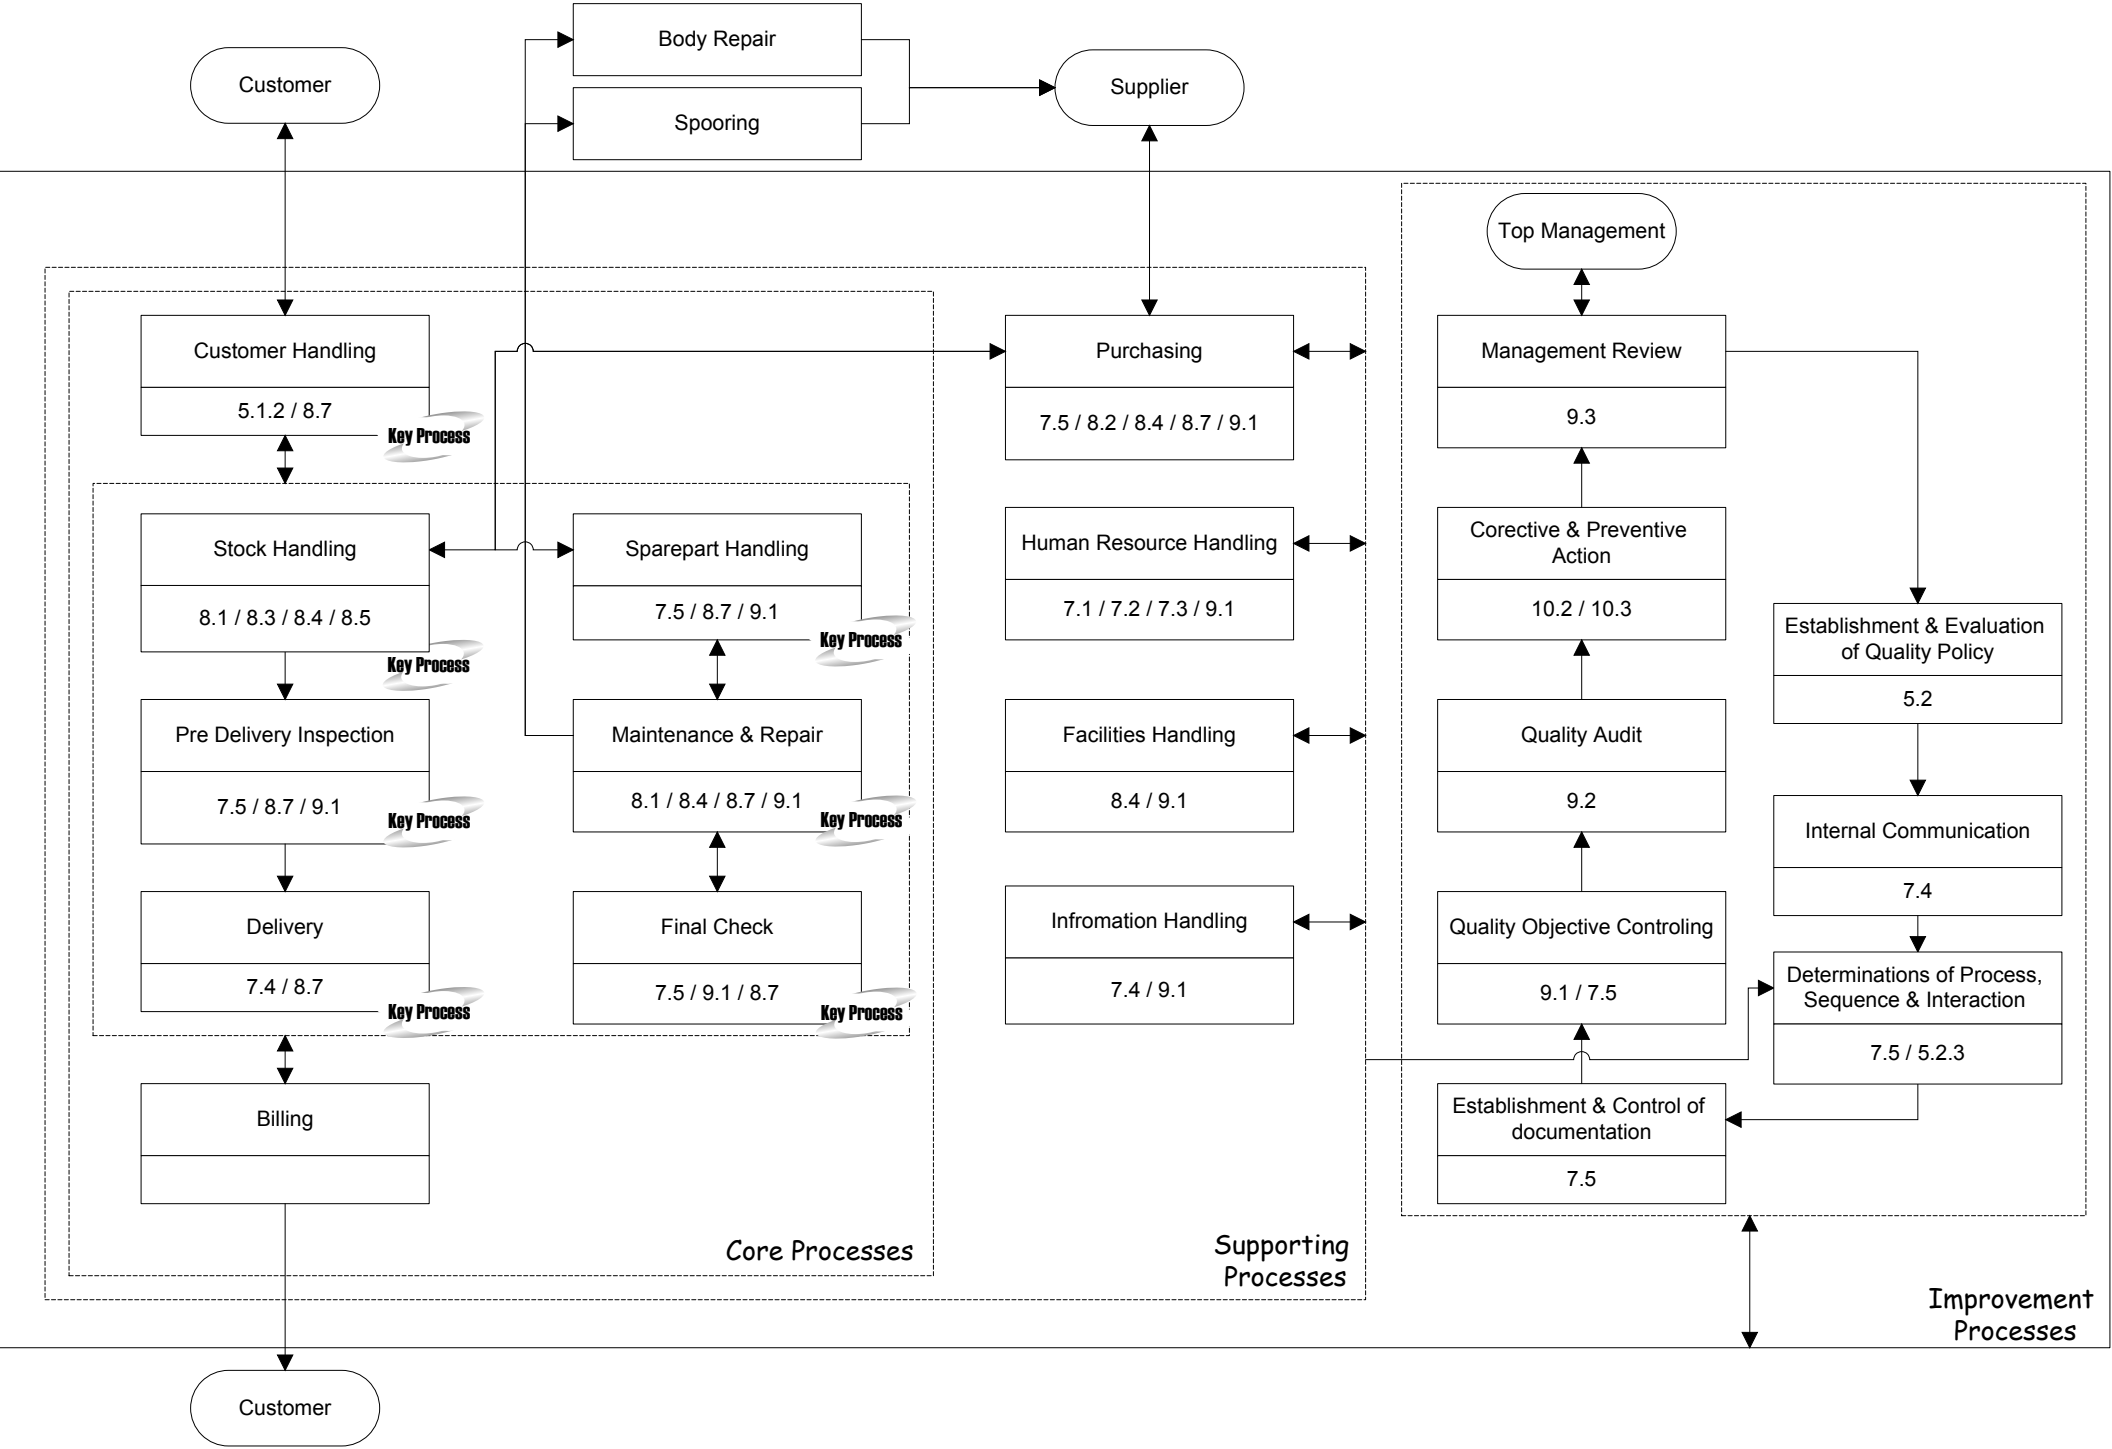 Body Repair
Customer
Supplier
Spooring
Top Management
Customer Handling
5.1.2 / 8.7
Key Process
Purchasing
7.5 / 8.2 / 8.4 / 8.7 / 9.1
Management Review
9.3
Stock Handling
8.1 / 8.3 / 8.4 / 8.5
Key Process
Sparepart Handling
7.5 / 8.7 / 9.1
Key Process
Human Resource Handling
7.1 / 7.2 / 7.3 / 9.1
Corective & Preventive
Action
10.2 / 10.3
Establishment & Evaluation
of Quality Policy
5.2
Pre Delivery Inspection
7.5 / 8.7 / 9.1
Key Process
Maintenance & Repair
8.1 / 8.4 / 8.7 / 9.1
Key Process
Facilities Handling
8.4 / 9.1
Quality Audit
9.2
Internal Communication
7.4
Delivery
7.4 / 8.7
Key Process
Final Check
7.5 / 9.1 / 8.7
Key Process
Infromation Handling
7.4 / 9.1
Quality Objective Controling
9.1 / 7.5
Determinations of Process,
Sequence & Interaction
7.5 / 5.2.3
Billing
Establishment & Control of
documentation
7.5
Core Processes
Supporting
Processes
Improvement
Processes
Customer